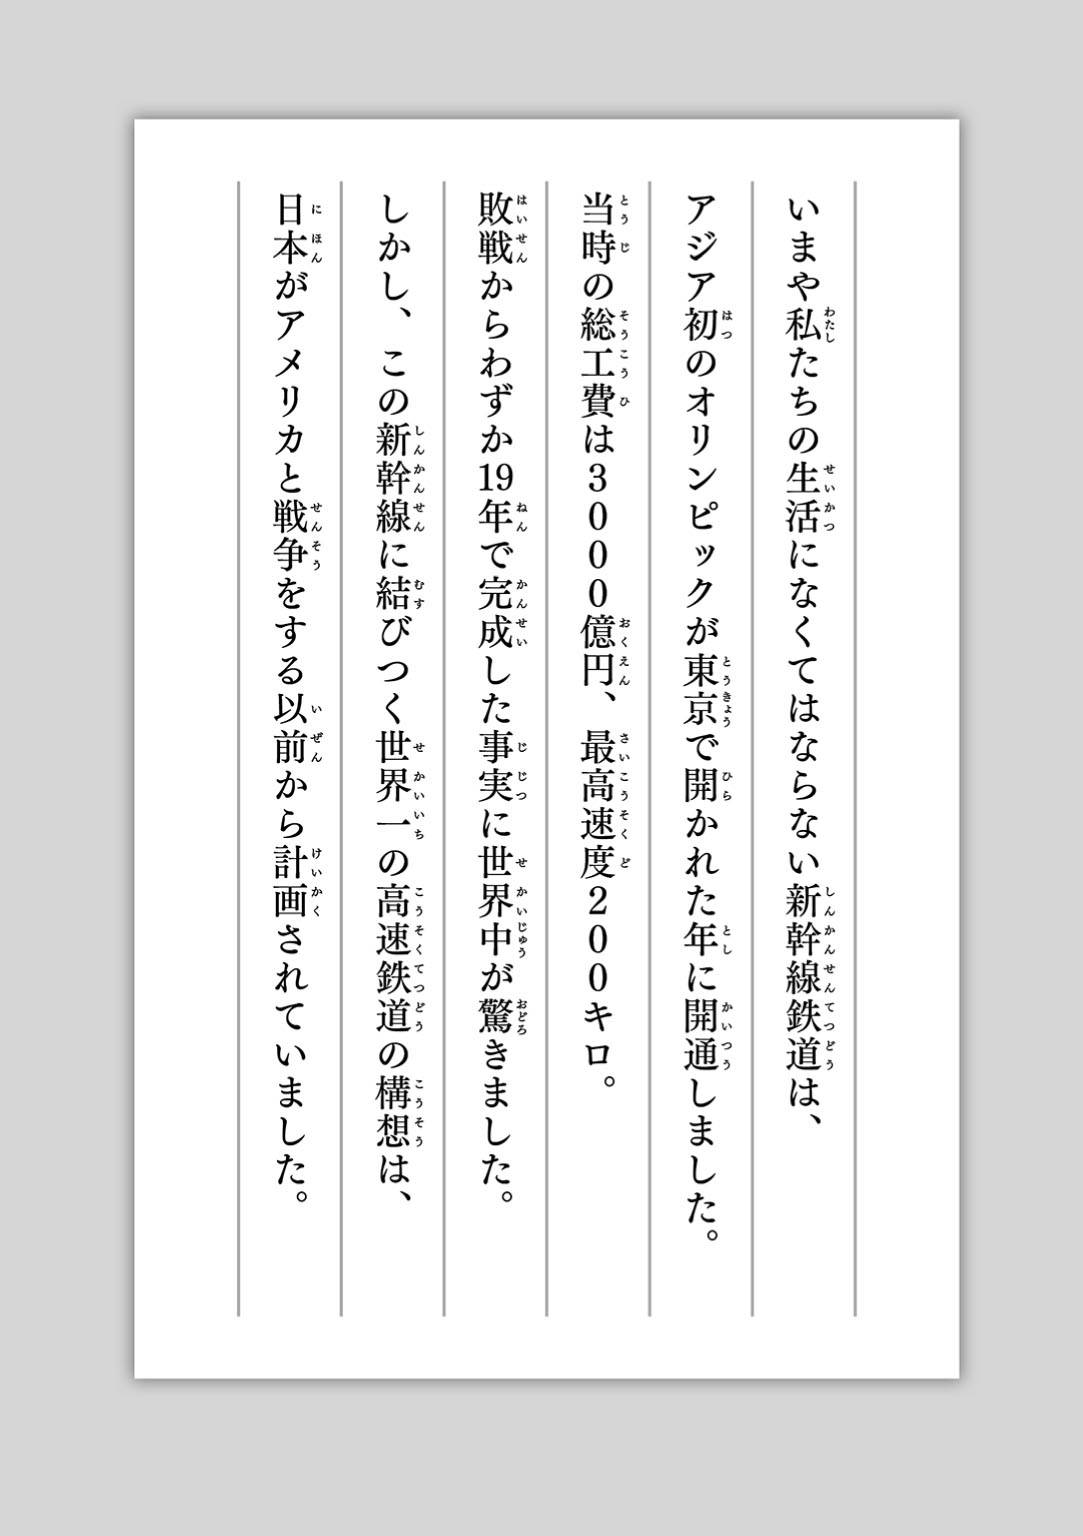 いまや私たちの生活になくてはならない新幹線鉄道は、
アジア初のオリンピックが東京で開かれた年に開通しました。
当時の総工費は3000億円、最高速度200キロ。
敗戦からわずか19年で完成した事実に世界中が驚きました。
しかし、この新幹線に結びつく世界一の高速鉄道の構想は、
日本がアメリカと戦争をする以前から計画されていました。